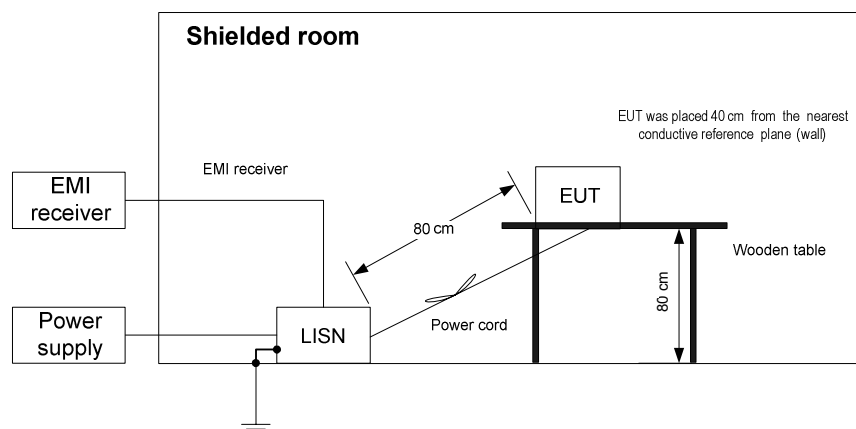 Shielded room
EUT was placed 40 cm from the nearest
conductive reference plane (wall)
EMI receiver
EMI
receiver
EUT
80 cm
Wooden table
80 cm
Power
supply
LISN
Power cord